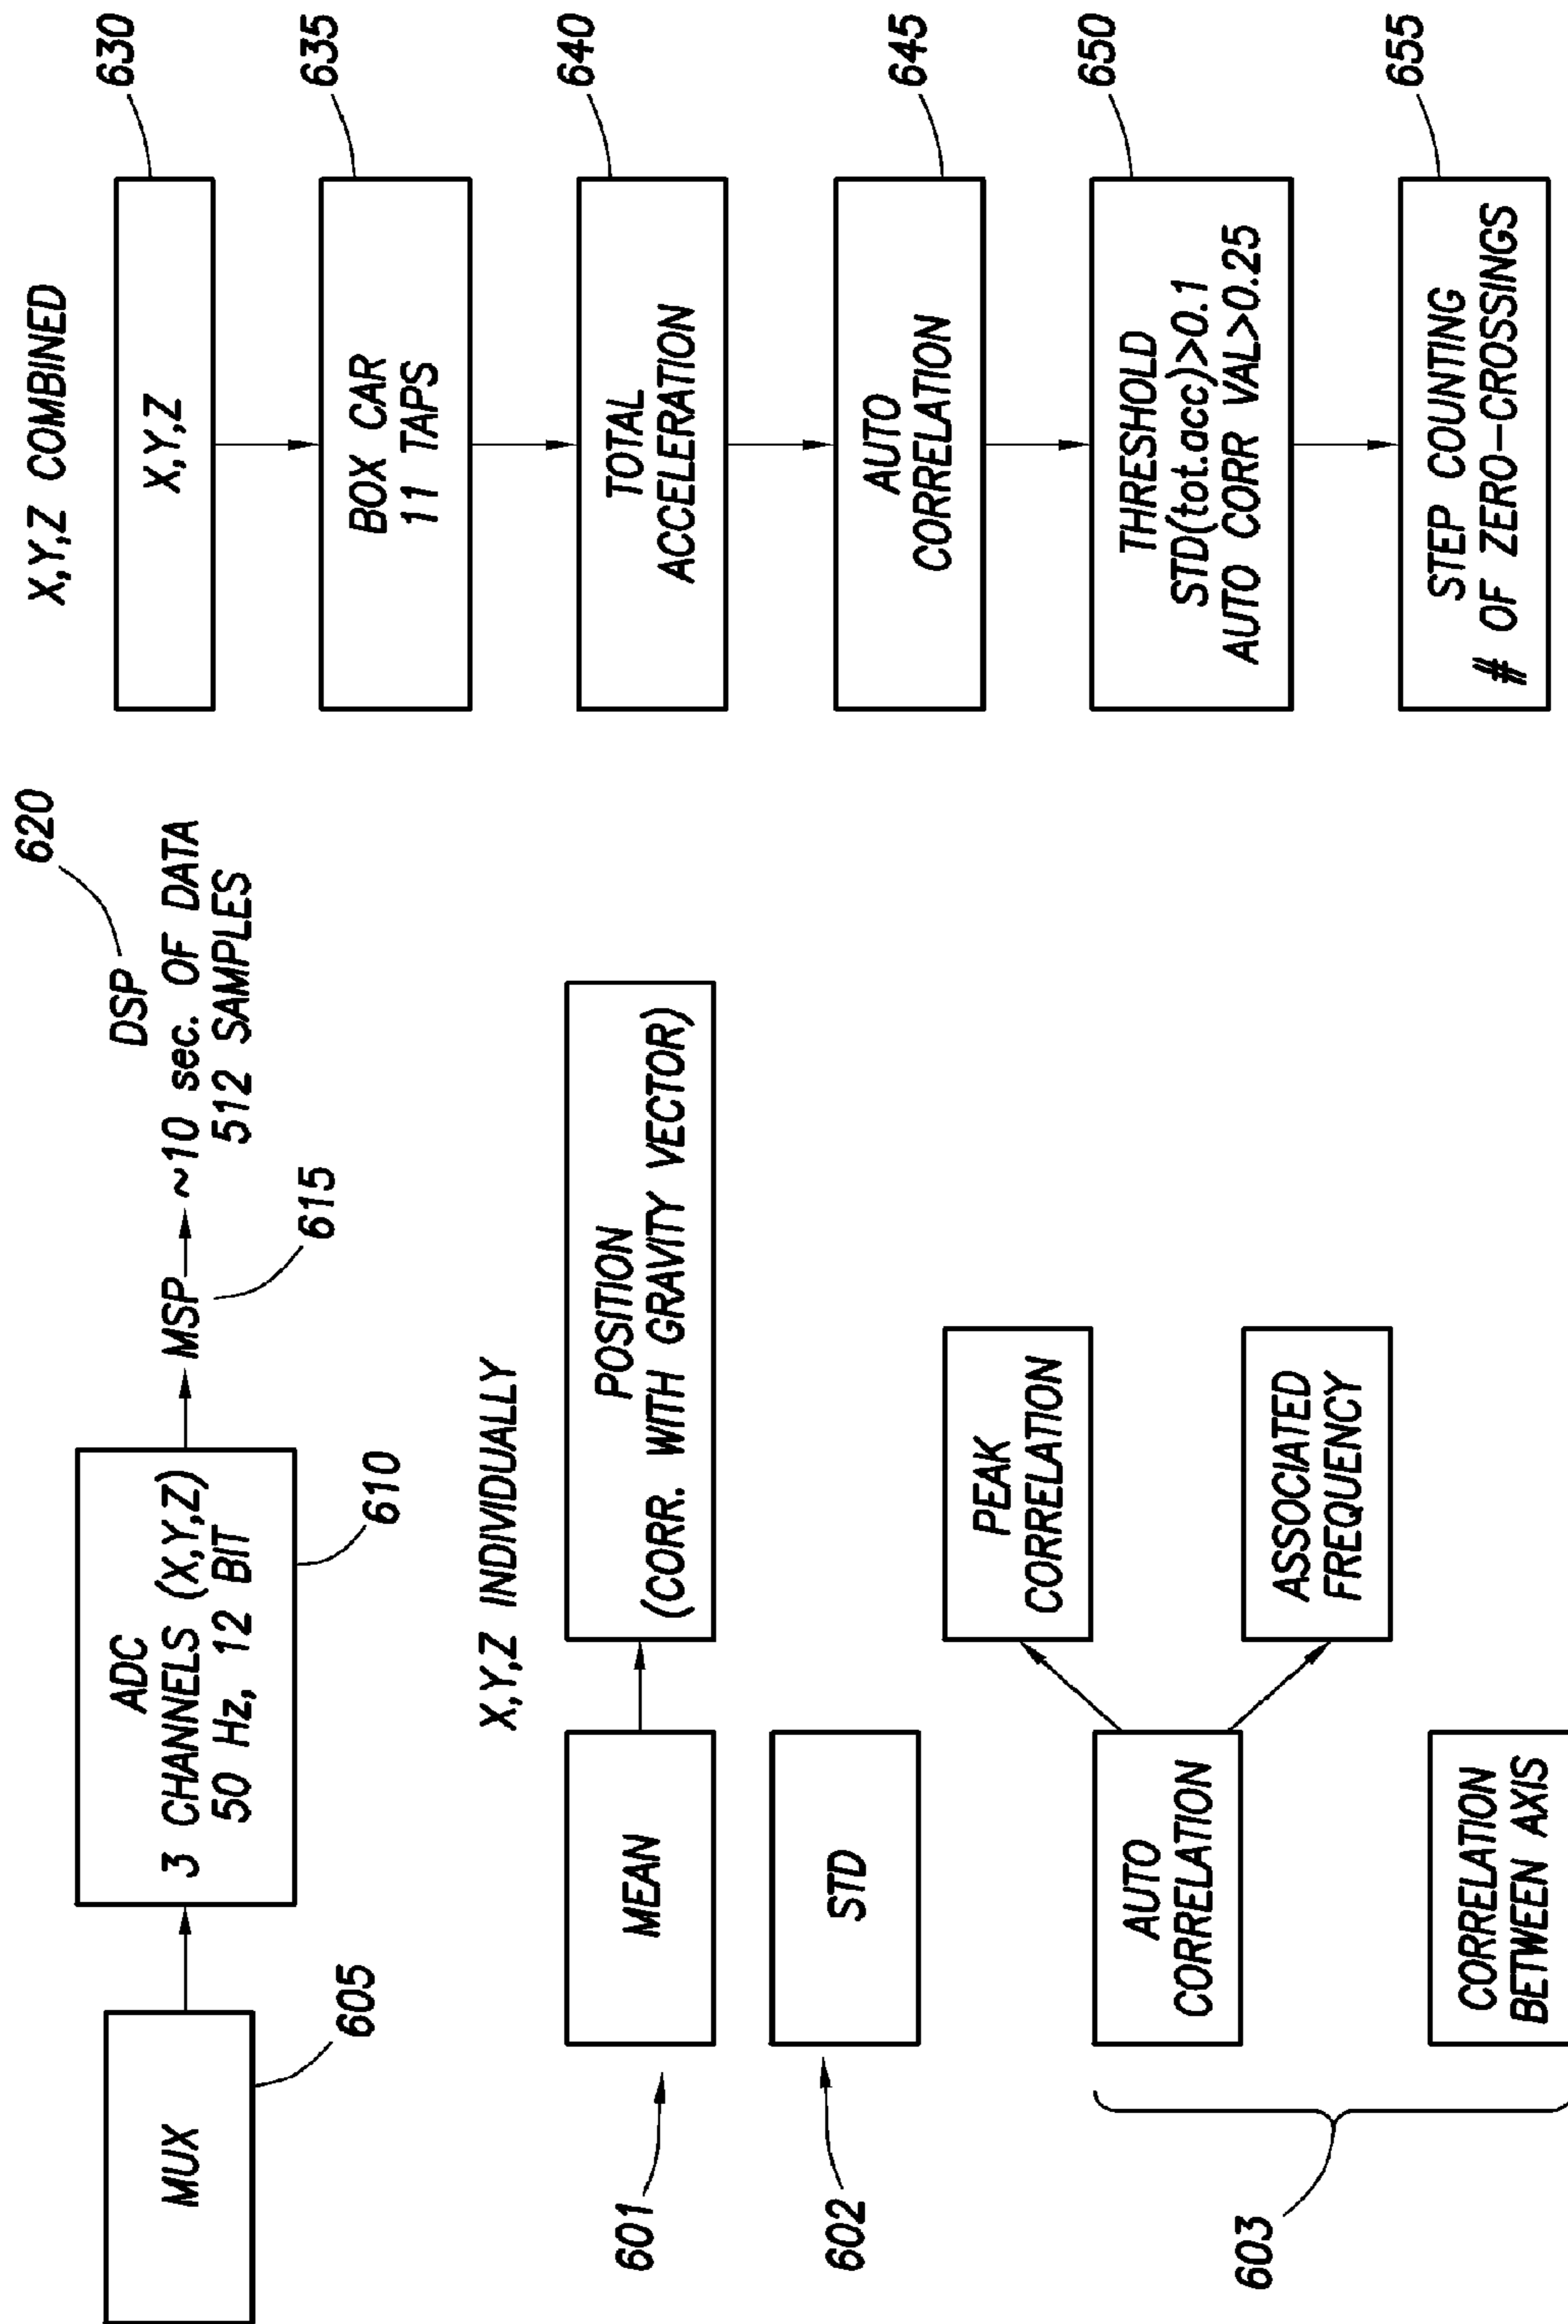 MUX
605
ADC
3 CHANNELS (X,Y,Z)
50 Hz, 12 BIT
610
MSP
615
DSP
620
~10 sec. OF DATA
512 SAMPLES
X,Y,Z INDIVIDUALLY
601
MEAN
POSITION
(CORR. WITH GRAVITY VECTOR)
602
STD
603
AUTO
CORRELATION
PEAK
CORRELATION
ASSOCIATED
FREQUENCY
CORRELATION
BETWEEN AXIS
X,Y,Z COMBINED
X,Y,Z
630
BOX CAR
11 TAPS
635
TOTAL
ACCELERATION
640
AUTO
CORRELATION
645
THRESHOLD
STD(tot.acc)>0.1
AUTO CORR VAL>0.25
650
STEP COUNTING
# OF ZERO-CROSSINGS
655